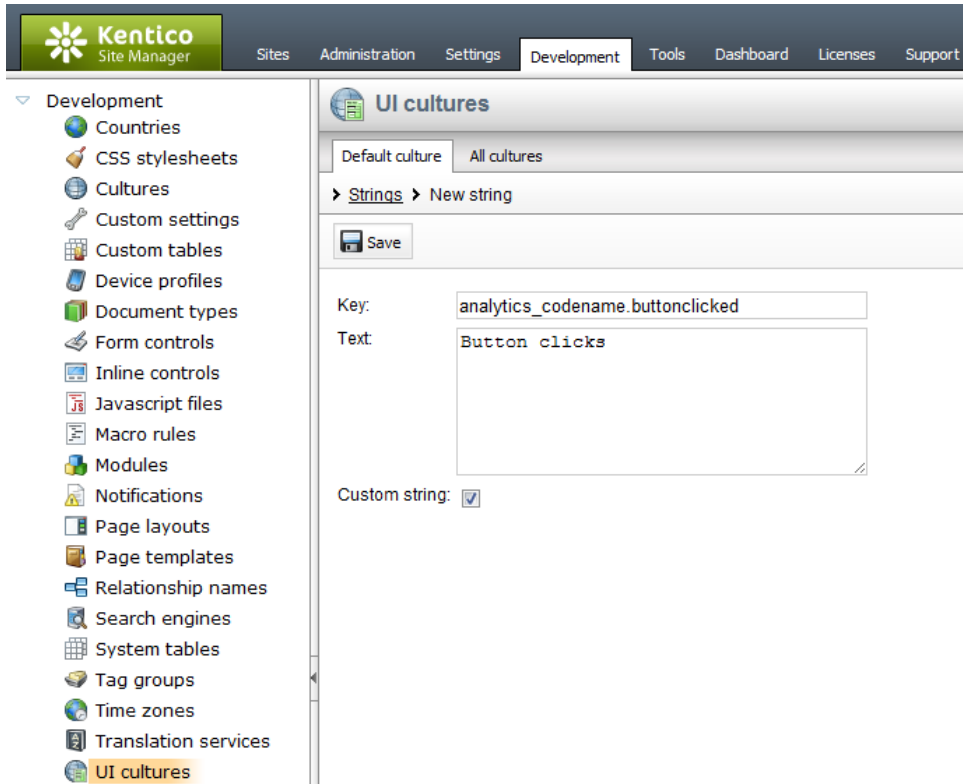 Kentico
Site Manager
Sites Administration Settings Development Tools Dashboard Licenses Support
Development
Countries
CSS stylesheets
Cultures
Custom settings
Custom tables
Device profiles
Document types
Form controls
Inline controls
Javascript files
Macro rules
Modules
Notifications
Page layouts
Page templates
Relationship names
Search engines
System tables
Tag groups
Time zones
Translation services
UI cultures
UI cultures
Default culture All cultures
Strings New string
Save
Key: analytics_codename.buttonclicked
Text: Button clicks
Custom string: